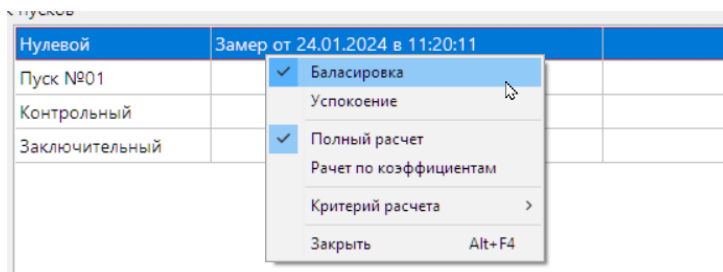 к пусков
Нулевой Замер от 24.01.2024 в 11:20:11
Пуск №01
Контрольный
Заключительный
Баласировка
Успокоение
Полный расчет
Рачет по коэффициентам
Критерий расчета
Закрыть Alt+F4